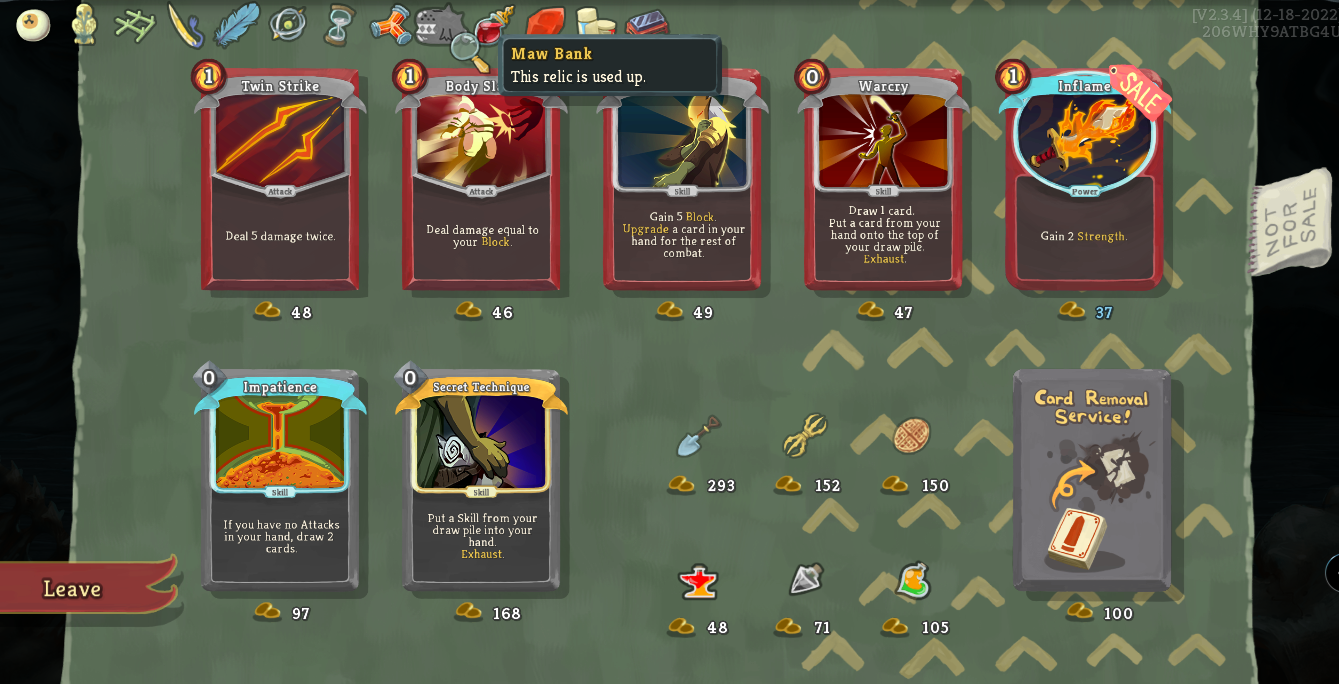 [V2.3.4] (12-18-2022
206WHY9ATBG4U
Maw Bank
This relic is used up.
1
Twin Strike
Attack
Deal 5 damage twice.
48
1
Body Sl
Attack
Deal damage equal to
your Block.
46
Skill
Gain 5 Block.
Upgrade a card in your
hand for the rest of
combat.
49
0
Warcry
Skill
Draw 1 card.
Put a card from your
hand onto the top of
your draw pile.
Exhaust.
47
1
Inflame
SALE
Power
Gain 2 Strength.
37
NOT
FOR
SALE
0
Impatience
Skill
If you have no Attacks
in your hand, draw 2
cards.
97
0
Secret Technique
Skill
Put a Skill from your
draw pile into your
hand.
Exhaust.
168
293
152
150
48
71
105
Card Removal
Service!
100
Leave